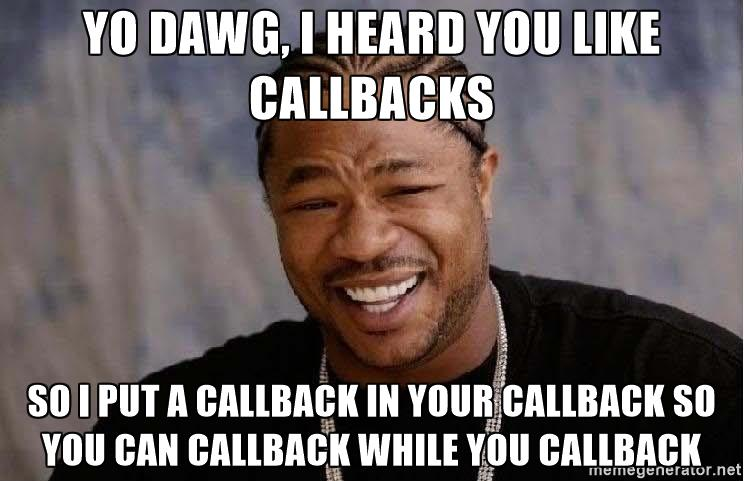 YO DAWG, I HEARD YOU LIKE
CALLBACKS
SO I PUT A CALLBACK IN YOUR CALLBACK SO
YOU CAN CALLBACK WHILE YOU CALLBACK
memegenerator.net